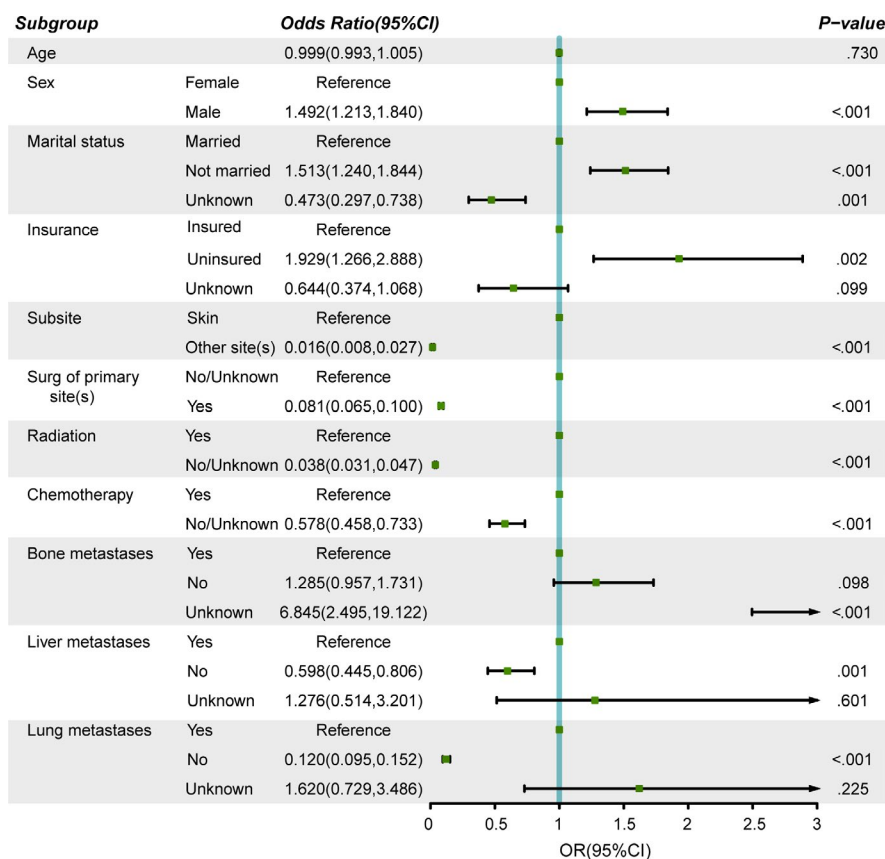 Subgroup Odds Ratio(95%CI) P−value
Age 0.999(0.993,1.005) .730
Sex Female Reference
Male 1.492(1.213,1.840) <.001
Marital status Married Reference
Not married 1.513(1.240,1.844) <.001
Unknown 0.473(0.297,0.738) .001
Insurance Insured Reference
Uninsured 1.929(1.266,2.888) .002
Unknown 0.644(0.374,1.068) .099
Subsite Skin Reference
Other site(s) 0.016(0.008,0.027) <.001
Surg of primary No/Unknown Reference
site(s) Yes 0.081(0.065,0.100) <.001
Radiation Yes Reference
No/Unknown 0.038(0.031,0.047) <.001
Chemotherapy Yes Reference
No/Unknown 0.578(0.458,0.733) <.001
Bone metastases Yes Reference
No 1.285(0.957,1.731) .098
Unknown 6.845(2.495,19.122) <.001
Liver metastases Yes Reference
No 0.598(0.445,0.806) .001
Unknown 1.276(0.514,3.201) .601
Lung metastases Yes Reference
No 0.120(0.095,0.152) <.001
Unknown 1.620(0.729,3.486) .225
0 0.5 1 1.5 2 2.5 3
OR(95%CI)